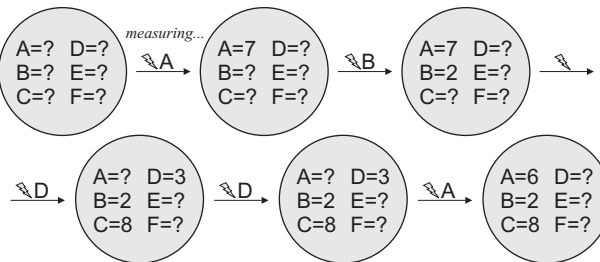 measuring...
A=? D=?
B=? E=?
C=? F=?
A
A=7 D=?
B=? E=?
C=? F=?
B
A=7 D=?
B=2 E=?
C=? F=?
D
A=? D=3
B=2 E=?
C=8 F=?
D
A=? D=3
B=2 E=?
C=8 F=?
A
A=6 D=?
B=2 E=?
C=8 F=?